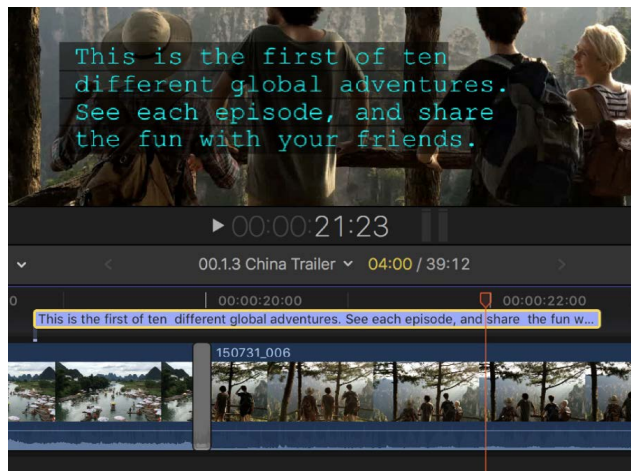 This is the first of ten
different global adventures.
See each episode, and share
the fun with your friends.
00:00:21:23
00.1.3 China Trailer 04:00 / 39:12
0 00:00:20:00 00:00:22:00
This is the first of ten different global adventures. See each episode, and share the fun w...
150731_006